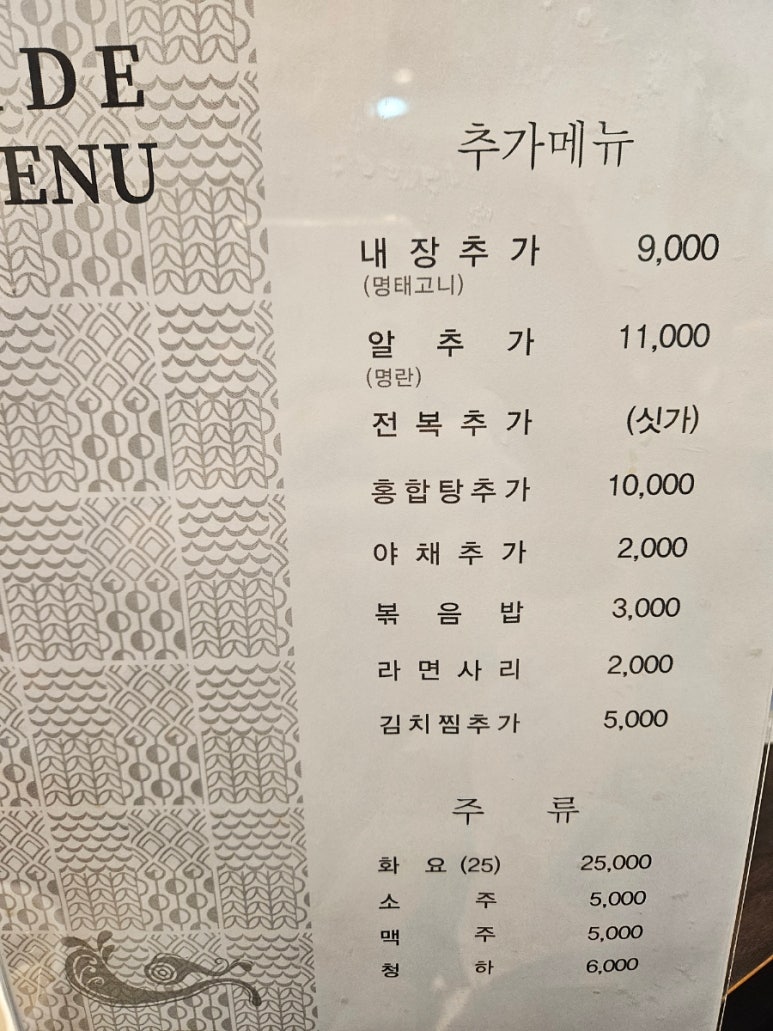 DE
ENU
추가메뉴
내장추가 9,000
(명태고니)
알추가 11,000
(명란)
전복추가 (싯가)
홍합탕추가 10,000
야채추가 2,000
볶음밥 3,000
라면사리 2,000
김치찜추가 5,000
주류
화요 (25) 25,000
소주 5,000
맥주 5,000
청하 6,000